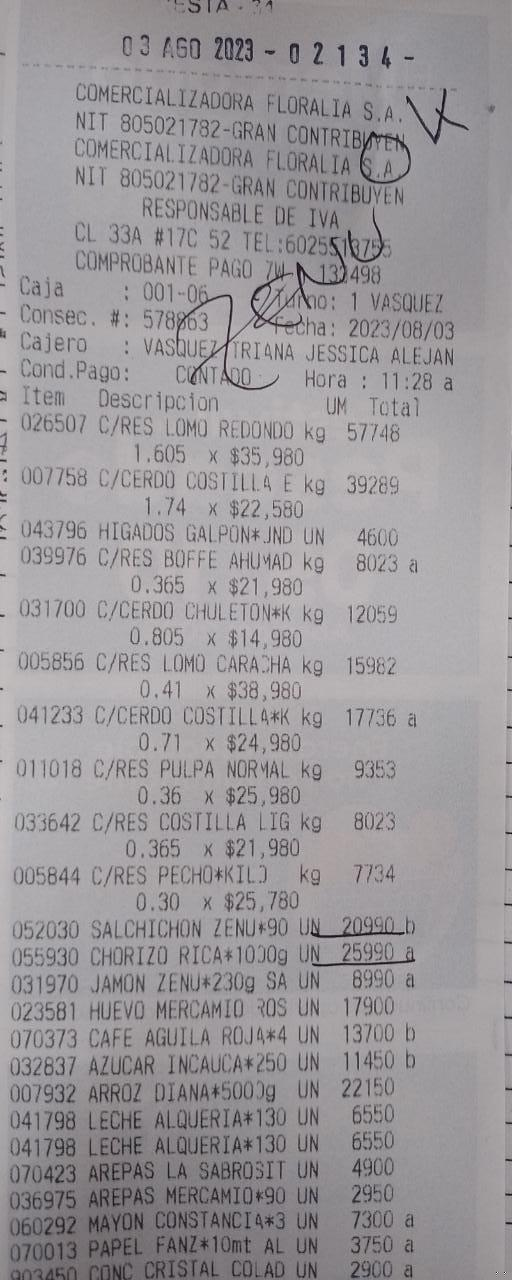 03 AGO 2023 - 02134-
COMERCIALIZADORA FLORALIA S.A.
NIT 805021782-GRAN CONTRIBUYEN
COMERCIALIZADORA FLORALIA S.A
NIT 805021782-GRAN CONTRIBUYEN
RESPONSABLE DE IVA
CL 33A #17C 52 TEL:6025513755
COMPROBANTE PAGO 132498
Caja : 001-06 Turno: 1 VASQUEZ
Consec. #: 578863 Fecha: 2023/08/03
Cajero : VASQUEZ TRIANA JESSICA ALEJAN
Cond.Pago: CONTADO Hora : 11:28 a
Item Descripcion UM Total
026507 C/RES LOMO REDONDO kg 57748
1.605 x $35,980
007758 C/CERDO COSTILLA E kg 39289
1.74 x $22,580
043796 HIGADOS GALPON*UND UN 4600
039976 C/RES BOFFE AHUMAD kg 8023 a
0.365 x $21,980
031700 C/CERDO CHULETON*K kg 12059
0.805 x $14,980
005856 C/RES LOMO CARACHA kg 15982
0.41 x $38,980
041233 C/CERDO COSTILLA*K kg 17736 a
0.71 x $24,980
011018 C/RES PULPA NORMAL kg 9353
0.36 x $25,980
033642 C/RES COSTILLA LIG kg 8023
0.365 x $21,980
005844 C/RES PECHO*KILO kg 7734
0.30 x $25,780
052030 SALCHICHON ZENU*90 UN 20990 b
055930 CHORIZO RICA*1000g UN 25990 a
031970 JAMON ZENU*230g SA UN 8990 a
023581 HUEVO MERCAMIO ROS UN 17900
070373 CAFE AGUILA ROJA*4 UN 13700 b
032837 AZUCAR INCAUCA*250 UN 11450 b
007932 ARROZ DIANA*5000g UN 22150
041798 LECHE ALQUERIA*130 UN 6550
041798 LECHE ALQUERIA*130 UN 6550
070423 AREPAS LA SABROSIT UN 4900
036975 AREPAS MERCAMIO*90 UN 2950
060292 MAYON CONSTANCIA*3 UN 7300 a
070013 PAPEL FANZ*10mt AL UN 3750 a
903450 CONC CRISTAL COLAD UN 2900 a